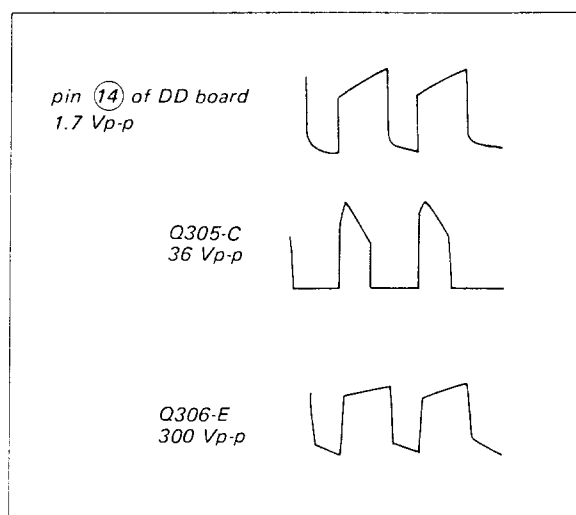 pin 14 of DD board
1.7 Vp-p
Q305-C
36 Vp-p
Q306-E
300 Vp-p